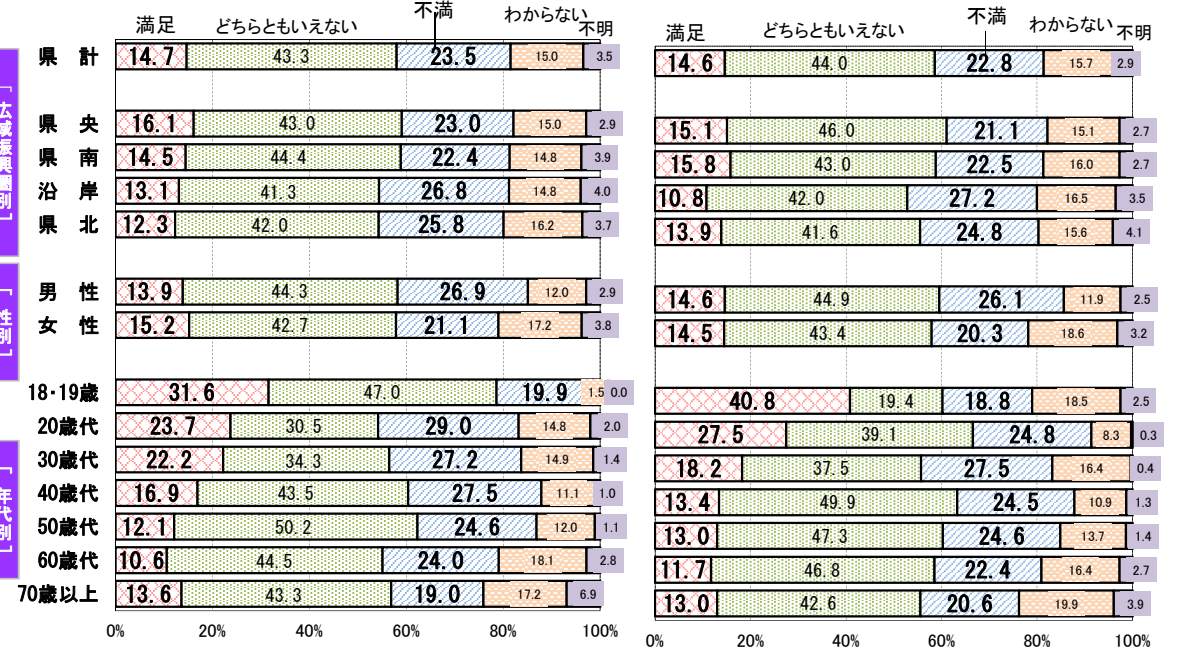 満足 どちらともいえない 不満 わからない 不明
県 計 14.7 43.3 23.5 15.0 3.5
県 央 16.1 43.0 23.0 15.0 2.9
県 南 14.5 44.4 22.4 14.8 3.9
沿 岸 13.1 41.3 26.8 14.8 4.0
県 北 12.3 42.0 25.8 16.2 3.7
男 性 13.9 44.3 26.9 12.0 2.9
女 性 15.2 42.7 21.1 17.2 3.8
18・19歳 31.6 47.0 19.9 1.5 0.0
20歳代 23.7 30.5 29.0 14.8 2.0
30歳代 22.2 34.3 27.2 14.9 1.4
40歳代 16.9 43.5 27.5 11.1 1.0
50歳代 12.1 50.2 24.6 12.0 1.1
60歳代 10.6 44.5 24.0 18.1 2.8
70歳以上 13.6 43.3 19.0 17.2 6.9
0% 20% 40% 60% 80% 100%
［広域振興圏別］
［性別］
［年代別］
満足 どちらともいえない 不満 わからない 不明
14.6 44.0 22.8 15.7 2.9
15.1 46.0 21.1 15.1 2.7
15.8 43.0 22.5 16.0 2.7
10.8 42.0 27.2 16.5 3.5
13.9 41.6 24.8 15.6 4.1
14.6 44.9 26.1 11.9 2.5
14.5 43.4 20.3 18.6 3.2
40.8 19.4 18.8 18.5 2.5
27.5 39.1 24.8 8.3 0.3
18.2 37.5 27.5 16.4 0.4
13.4 49.9 24.5 10.9 1.3
13.0 47.3 24.6 13.7 1.4
11.7 46.8 22.4 16.4 2.7
13.0 42.6 20.6 19.9 3.9
0% 20% 40% 60% 80% 100%